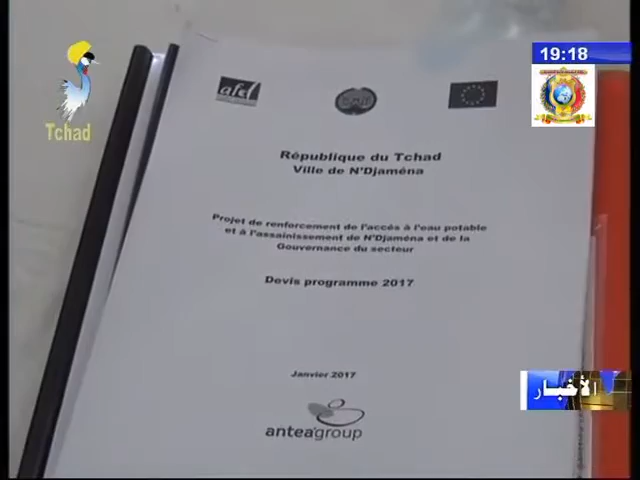 19:18
Tchad
afd
République du Tchad
Ville de N'Djaména
Projet de renforcement de l'accès à l'eau potable
et à l'assainissement de N'Djaména et de la
Gouvernance du secteur
Devis programme 2017
Janvier 2017
الأخبار
anteagroup